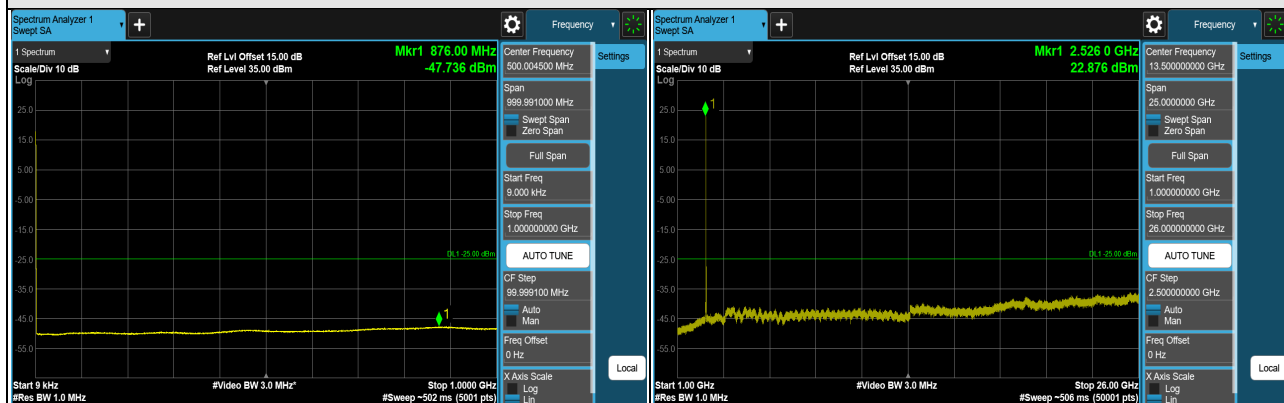 Spectrum Analyzer 1
Swept SA
+
Frequency
1 Spectrum
Scale/Div 10 dB
Log
Ref Lvl Offset 15.00 dB
Ref Level 35.00 dBm
Mkr1 876.00 MHz
-47.736 dBm
25.0
15.0
5.00
-5.00
-15.0
-25.0
-35.0
-45.0
-55.0
DL1 -25.00 dBm
1
Start 9 kHz
#Res BW 1.0 MHz
#Video BW 3.0 MHz*
Stop 1.0000 GHz
#Sweep ~502 ms (5001 pts)
Center Frequency
500.004500 MHz
Span
999.991000 MHz
Swept Span
Zero Span
Full Span
Start Freq
9.000 kHz
Stop Freq
1.000000000 GHz
AUTO TUNE
CF Step
99.999100 MHz
Auto
Man
Freq Offset
0 Hz
X Axis Scale
Log
Lin
Settings
Local
Spectrum Analyzer 1
Swept SA
+
Frequency
1 Spectrum
Scale/Div 10 dB
Log
Ref Lvl Offset 15.00 dB
Ref Level 35.00 dBm
Mkr1 2.526 0 GHz
22.876 dBm
25.0
15.0
5.00
-5.00
-15.0
-25.0
-35.0
-45.0
-55.0
1
DL1 -25.00 dBm
Start 1.00 GHz
#Res BW 1.0 MHz
#Video BW 3.0 MHz
Stop 26.00 GHz
#Sweep ~506 ms (5001 pts)
Center Frequency
13.50000000 GHz
Span
25.0000000 GHz
Swept Span
Zero Span
Full Span
Start Freq
1.000000000 GHz
Stop Freq
26.00000000 GHz
AUTO TUNE
CF Step
2.500000000 GHz
Auto
Man
Freq Offset
0 Hz
X Axis Scale
Log
Lin
Settings
Local